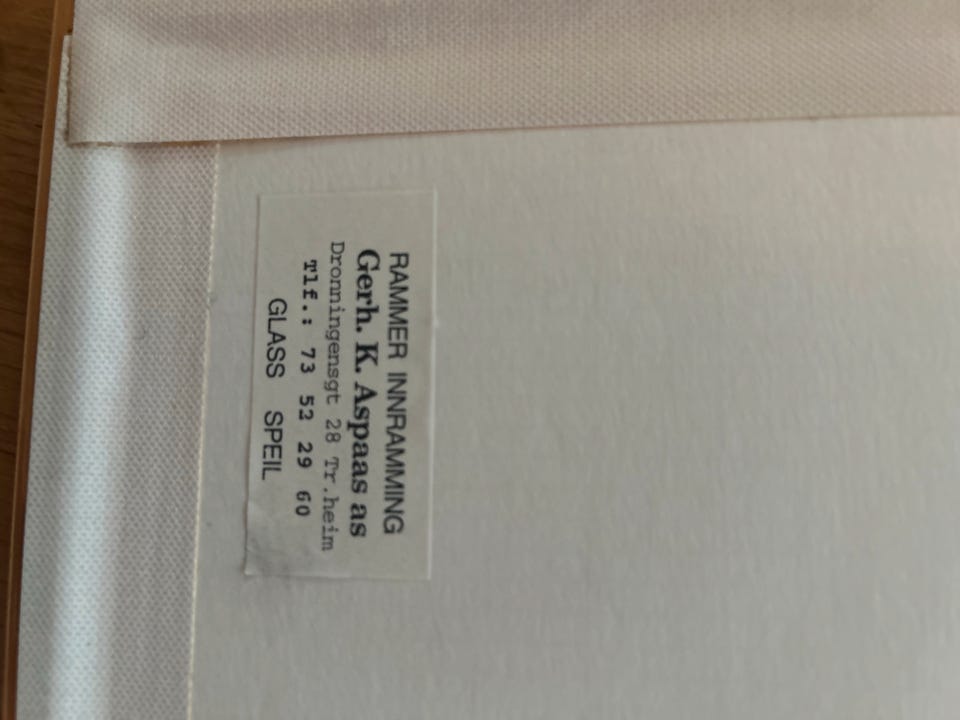 RAMMER INNRAMMING
Gerh. K. Aspaas as
Dronningensgt 28 Tr.heim
Tlf.: 73 52 29 60
GLASS SPEIL